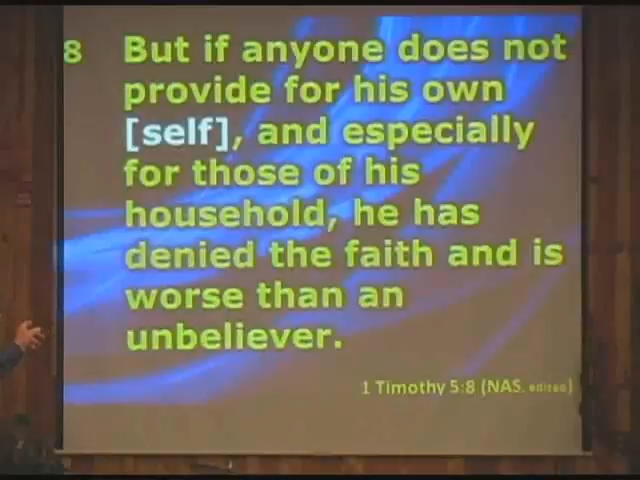 8 But if anyone does not
provide for his own
[self], and especially
for those of his
household, he has
denied the faith and is
worse than an
unbeliever.
1 Timothy 5:8 (NAS. edited)